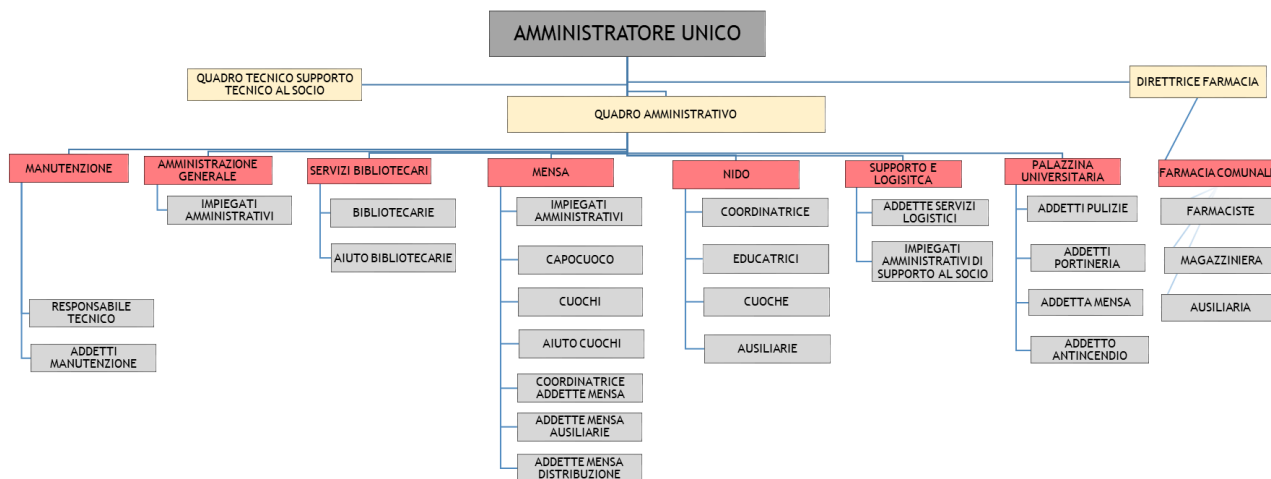 AMMINISTRATORE UNICO
QUADRO TECNICO SUPPORTO
TECNICO AL SOCIO
DIRETTRICE FARMACIA
QUADRO AMMINISTRATIVO
MANUTENZIONE
AMMINISTRAZIONE
GENERALE
SERVIZI BIBLIOTECARI
MENSA
NIDO
SUPPORTO E
LOGISITCA
PALAZZINA
UNIVERSITARIA
FARMACIA COMUNALE
RESPONSABILE
TECNICO
ADDETTI
MANUTENZIONE
IMPIEGATI
AMMINISTRATIVI
BIBLIOTECARIE
AIUTO BIBLIOTECARIE
IMPIEGATI
AMMINISTRATIVI
CAPOCUOCO
CUOCHI
AIUTO CUOCHI
COORDINATRICE
ADDETTE MENSA
ADDETTE MENSA
AUSILIARIE
ADDETTE MENSA
DISTRIBUZIONE
COORDINATRICE
EDUCATRICI
CUOCHE
AUSILIARIE
ADDETTE SERVIZI
LOGISTICI
IMPIEGATI
AMMINISTRATIVI DI
SUPPORTO AL SOCIO
ADDETTI PULIZIE
ADDETTI
PORTINERIA
ADDETTA MENSA
ADDETTO
ANTINCENDIO
FARMACISTE
MAGAZZINIERA
AUSILIARIA